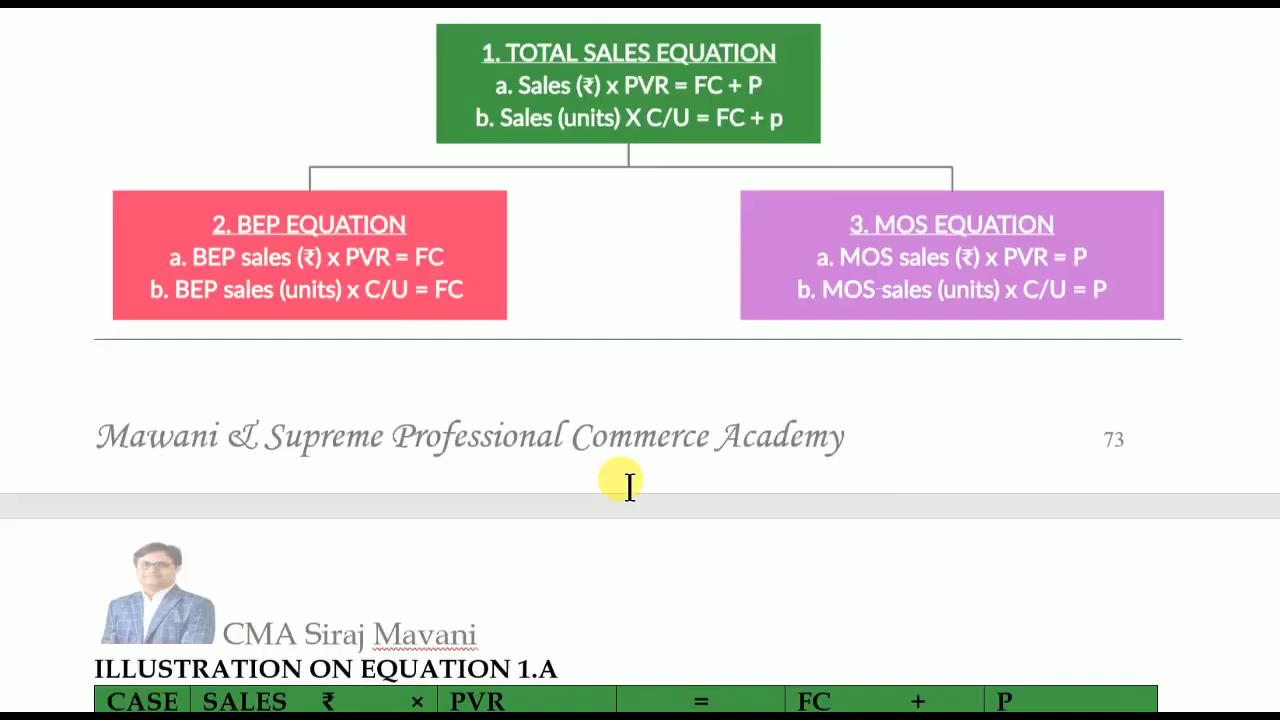 1. TOTAL SALES EQUATION
a. Sales (₹) x PVR = FC + P
b. Sales (units) X C/U = FC + p
2. BEP EQUATION
a. BEP sales (₹) x PVR = FC
b. BEP sales (units) x C/U = FC
3. MOS EQUATION
a. MOS sales (₹) x PVR = P
b. MOS sales (units) x C/U = P
Mawani & Supreme Professional Commerce Academy 73
CMA Siraj Mavani
ILLUSTRATION ON EQUATION 1.A
CASE SALES ₹ × PVR = FC + P